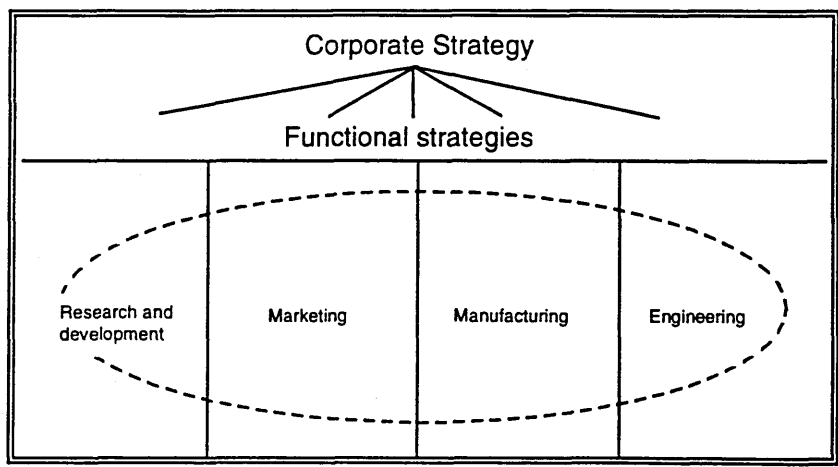 Corporate Strategy
Functional strategies
Research and
development
Marketing
Manufacturing
Engineering